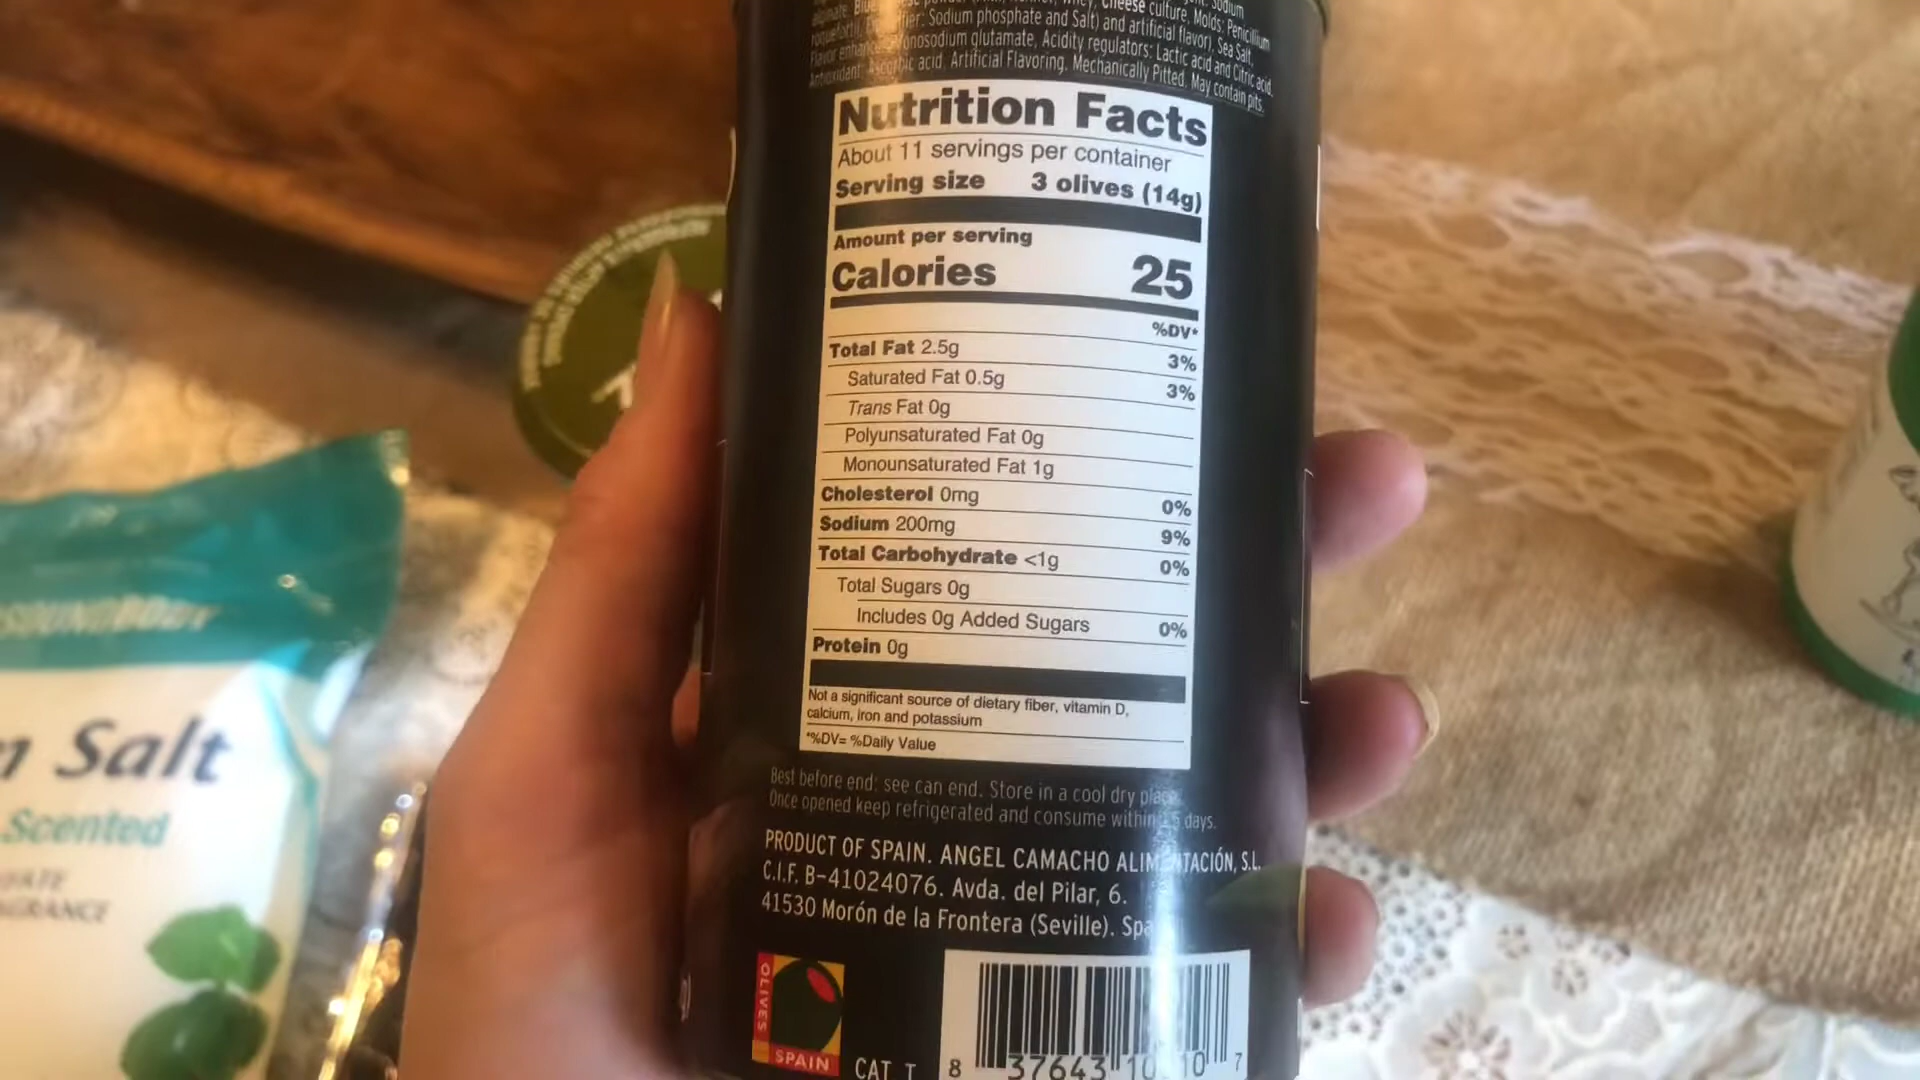 Cheese culture, Molds: Penicillium
Sodium phosphate and Salt) and artificial flavor), Sea Salt,
Flavor enhancer: Monosodium glutamate, Acidity regulators: Lactic acid and Citric acid,
Antioxidant: Ascorbic acid. Artificial Flavoring. Mechanically Pitted. May contain pits.
Nutrition Facts
About 11 servings per container
Serving size 3 olives (14g)
Amount per serving
Calories 25
%DV*
Total Fat 2.5g 3%
Saturated Fat 0.5g 3%
Trans Fat 0g
Polyunsaturated Fat 0g
Monounsaturated Fat 1g
Cholesterol 0mg 0%
Sodium 200mg 9%
Total Carbohydrate <1g 0%
Total Sugars 0g
Includes 0g Added Sugars 0%
Protein 0g
Not a significant source of dietary fiber, vitamin D,
calcium, iron and potassium
*%DV= %Daily Value
Best before end: see can end. Store in a cool dry place.
Once opened keep refrigerated and consume within 5 days.
PRODUCT OF SPAIN. ANGEL CAMACHO ALIMENTACIÓN, S.L.
C.I.F. B-41024076. Avda. del Pilar, 6.
41530 Morón de la Frontera (Seville).
OLIVES
SPAIN
CAT T
8 37643 10 10 7
Salt
Scented